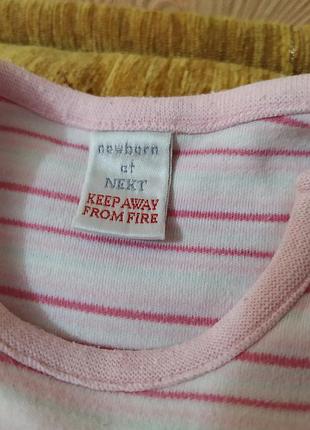 newborn
at
NEXT
KEEP AWAY
FROM FIRE